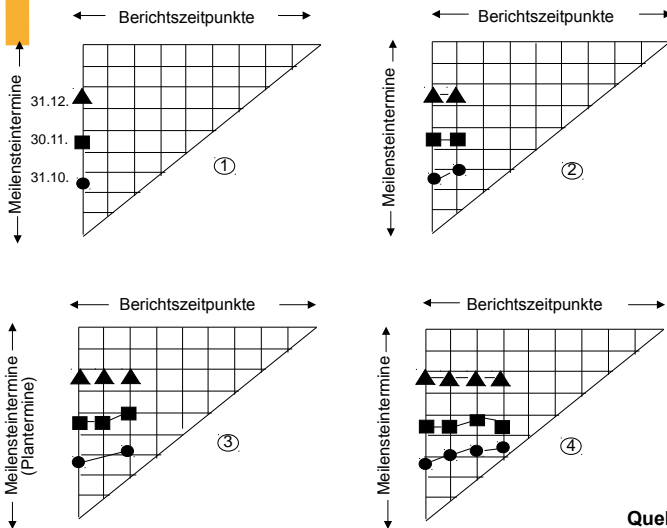 Berichtszeitpunkte
Meilensteintermine
31.12.
30.11.
31.10.
1
Berichtszeitpunkte
Meilensteintermine
2
Berichtszeitpunkte
Meilensteintermine
(Plantermine)
3
Berichtszeitpunkte
Meilensteintermine
4
Quel